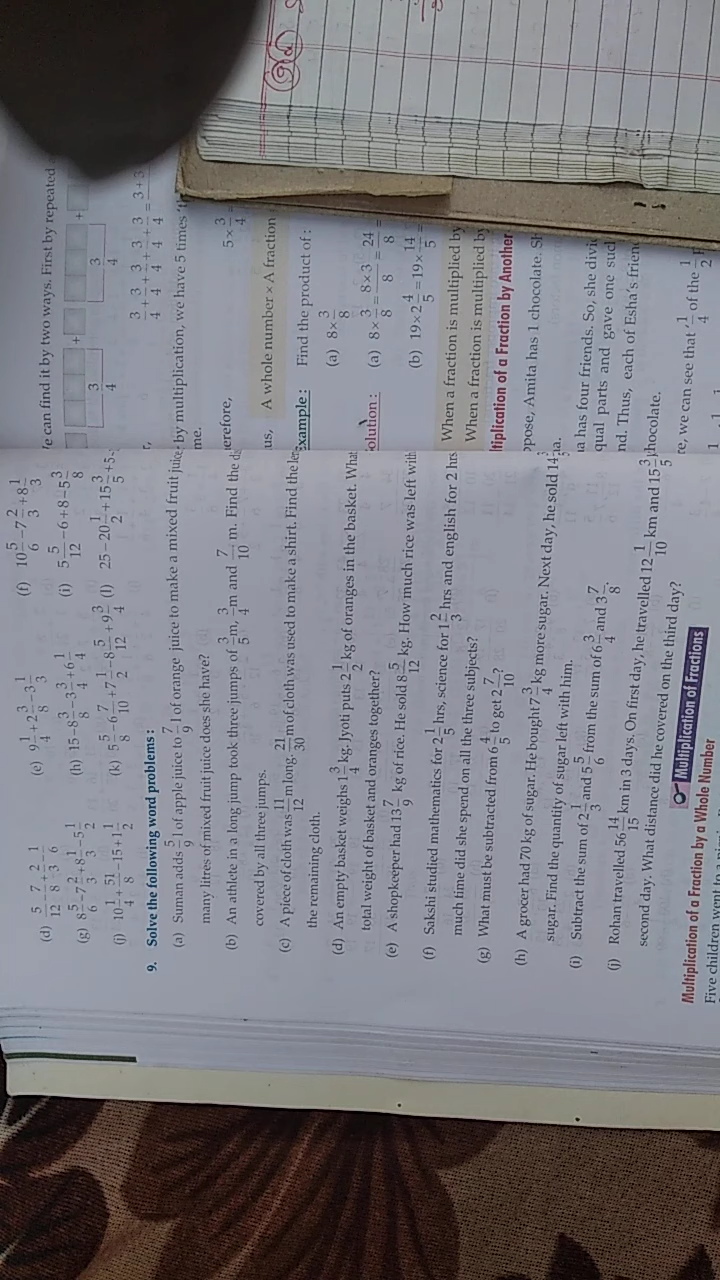 (d) 5/12 - 7/8 + 2/3 - 1/6 (e) 9 1/4 + 2 3/8 - 3 1/3 (f) 10 5/6 - 7 2/3 + 8 1/3
(g) 8 5/6 - 7 2/3 + 8 1/3 - 5 1/2 (h) 15 - 8 3/8 - 3 3/4 + 6 1/4 (i) 5 5/12 - 6 + 8 - 5 3/8
(j) 10 1/4 + 51/8 - 15 + 1 1/2 (k) 5 5/8 - 6 7/10 + 7 1/2 - 8 5/12 + 9 3/4 (l) 25 - 20 1/2 + 15 3/5 + 5
9. Solve the following word problems :
(a) Suman adds 5/9 l of apple juice to 7/9 l of orange juice to make a mixed fruit juice.
many litres of mixed fruit juice does she have?
(b) An athlete in a long jump took three jumps of 3/5 m, 3/4 m and 7/10 m. Find the
covered by all three jumps.
(c) A piece of cloth was 11/12 m long. 21/30 m of cloth was used to make a shirt. Find the
the remaining cloth.
(d) An empty basket weighs 1 3/4 kg. Jyoti puts 2 1/2 kg of oranges in the basket. What
total weight of basket and oranges together?
(e) A shopkeeper had 13 7/9 kg of rice. He sold 8 5/12 kg. How much rice was left with
(f) Sakshi studied mathematics for 2 1/5 hrs, science for 1 2/3 hrs and english for 2 hrs
much time did she spend on all the three subjects?
(g) What must be subtracted from 6 4/5 to get 2 7/10?
(h) A grocer had 70 kg of sugar. He bought 7 3/4 kg more sugar. Next day, he sold 14
sugar. Find the quantity of sugar left with him.
(i) Subtract the sum of 2 1/3 and 5 5/6 from the sum of 6 3/4 and 3 7/8.
(j) Rohan travelled 56 14/15 km in 3 days. On first day, he travelled 12 1/10 km and 15 3/5
second day. What distance did he covered on the third day?
Multiplication of Fractions
Multiplication of a Fraction by a Whole Number
Five children went to a
e can find it by two ways. First by repeated
3/4 + 3/4
3/4 + 3/4 + 3/4 + 3/4 + 3/4 = 3+3
by multiplication, we have 5 times
me.
erefore, 5 × 3/4 =
us, A whole number × A fraction
xample : Find the product of :
(a) 8 × 3/8
olution : (a) 8 × 3/8 = 8×3/8 = 24/8 =
(b) 19 × 2 4/5 = 19 × 14/5 =
When a fraction is multiplied by
When a fraction is multiplied by
tiplication of a Fraction by Another
ppose, Amita has 1 chocolate.
a has four friends. So, she
qual parts and gave one
nd. Thus, each of Esha's
hocolate.
re, we can see that 1/4 of the 1/2